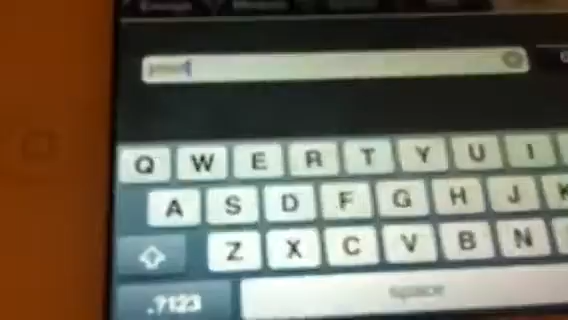 Q W E R T Y U I
A S D F G H J K
Z X C V B N
.?123 space